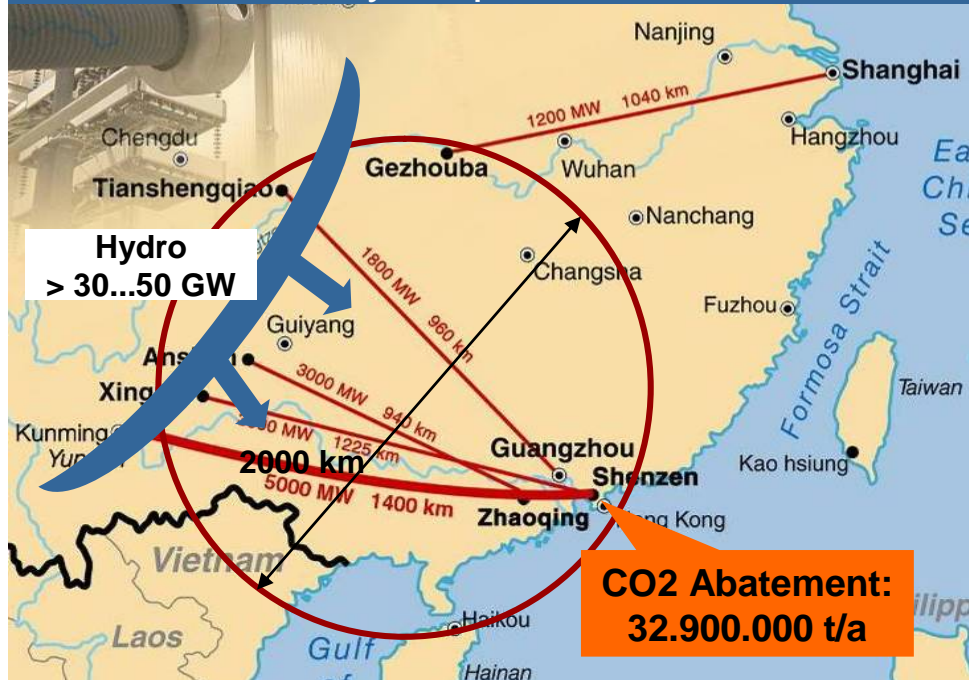 Nanjing
Shanghai
1200 MW 1040 km
Hangzhou
Chengdu
Gezhouba
Wuhan
Tianshengqiao
Nanchang
Hydro
> 30...50 GW
Changsha
1800 MW 960 km
Fuzhou
Formosa Strait
Guiyang
3000 MW 940 km
Taiwan
Xing
MW 1225 km
Kunming
Guangzhou
2000 km
Shenzen
Kao hsiung
5000 MW 1400 km
Zhaoqing
Kong
Vietnam
CO2 Abatement:
32.900.000 t/a
Haikou
Laos
Gulf
Hainan